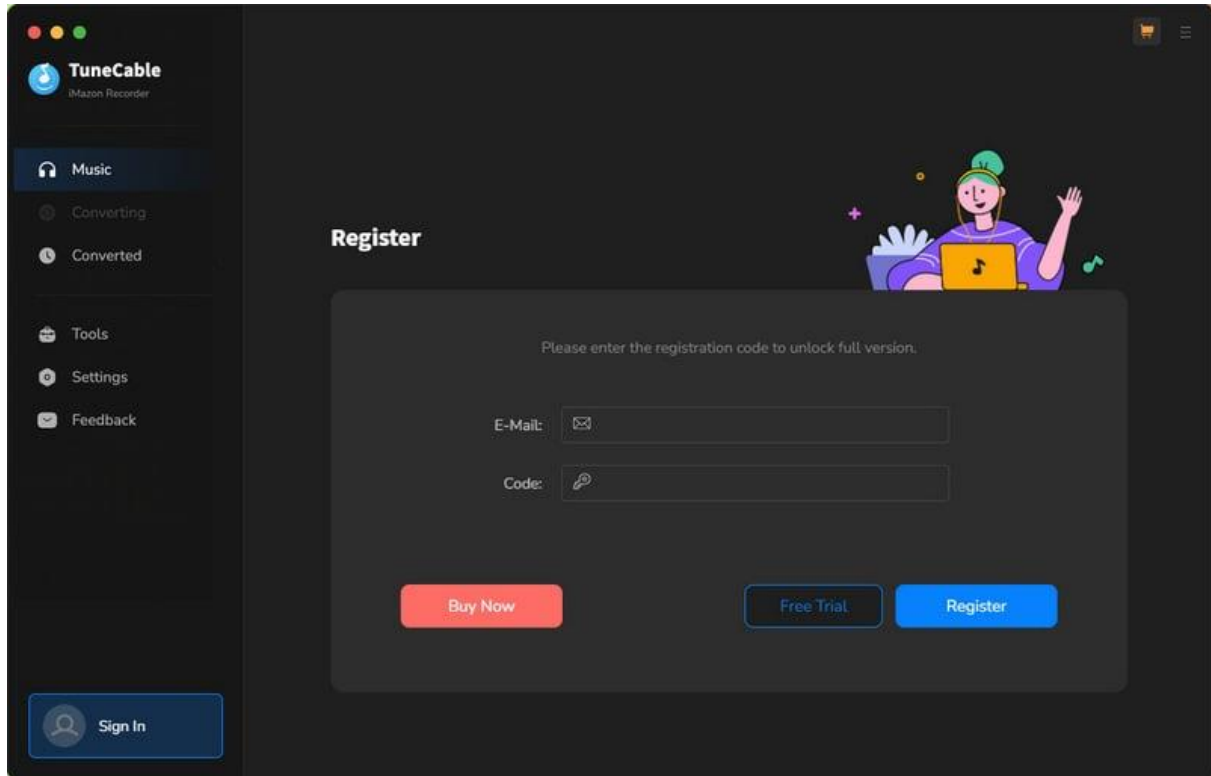 TuneCable
iMazon Recorder
Music
Converting
Converted
Tools
Settings
Feedback
Sign In
Register
Please enter the registration code to unlock full version.
E-Mail:
Code:
Buy Now
Free Trial
Register